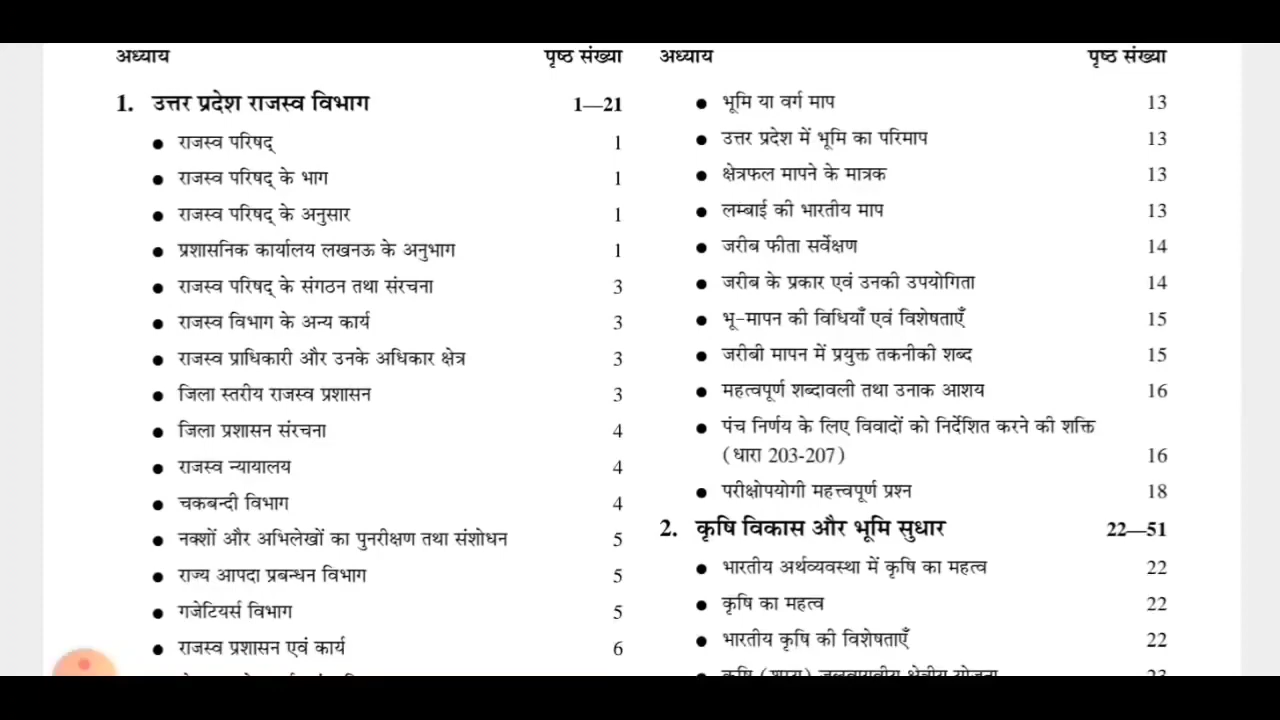 अध्याय पृष्ठ संख्या
1. उत्तर प्रदेश राजस्व विभाग 1—21
● राजस्व परिषद् 1
● राजस्व परिषद् के भाग 1
● राजस्व परिषद् के अनुसार 1
● प्रशासनिक कार्यालय लखनऊ के अनुभाग 1
● राजस्व परिषद् के संगठन तथा संरचना 3
● राजस्व विभाग के अन्य कार्य 3
● राजस्व प्राधिकारी और उनके अधिकार क्षेत्र 3
● जिला स्तरीय राजस्व प्रशासन 3
● जिला प्रशासन संरचना 4
● राजस्व न्यायालय 4
● चकबन्दी विभाग 4
● नक्शों और अभिलेखों का पुनरीक्षण तथा संशोधन 5
● राज्य आपदा प्रबन्धन विभाग 5
● गजेटियर्स विभाग 5
● राजस्व प्रशासन एवं कार्य 6
अध्याय पृष्ठ संख्या
● भूमि या वर्ग माप 13
● उत्तर प्रदेश में भूमि का परिमाप 13
● क्षेत्रफल मापने के मात्रक 13
● लम्बाई की भारतीय माप 13
● जरीब फीता सर्वेक्षण 14
● जरीब के प्रकार एवं उनकी उपयोगिता 14
● भू-मापन की विधियाँ एवं विशेषताएँ 15
● जरीबी मापन में प्रयुक्त तकनीकी शब्द 15
● महत्वपूर्ण शब्दावली तथा उनाक आशय 16
● पंच निर्णय के लिए विवादों को निर्देशित करने की शक्ति
(धारा 203-207) 16
● परीक्षोपयोगी महत्त्वपूर्ण प्रश्न 18
2. कृषि विकास और भूमि सुधार 22—51
● भारतीय अर्थव्यवस्था में कृषि का महत्व 22
● कृषि का महत्व 22
● भारतीय कृषि की विशेषताएँ 22